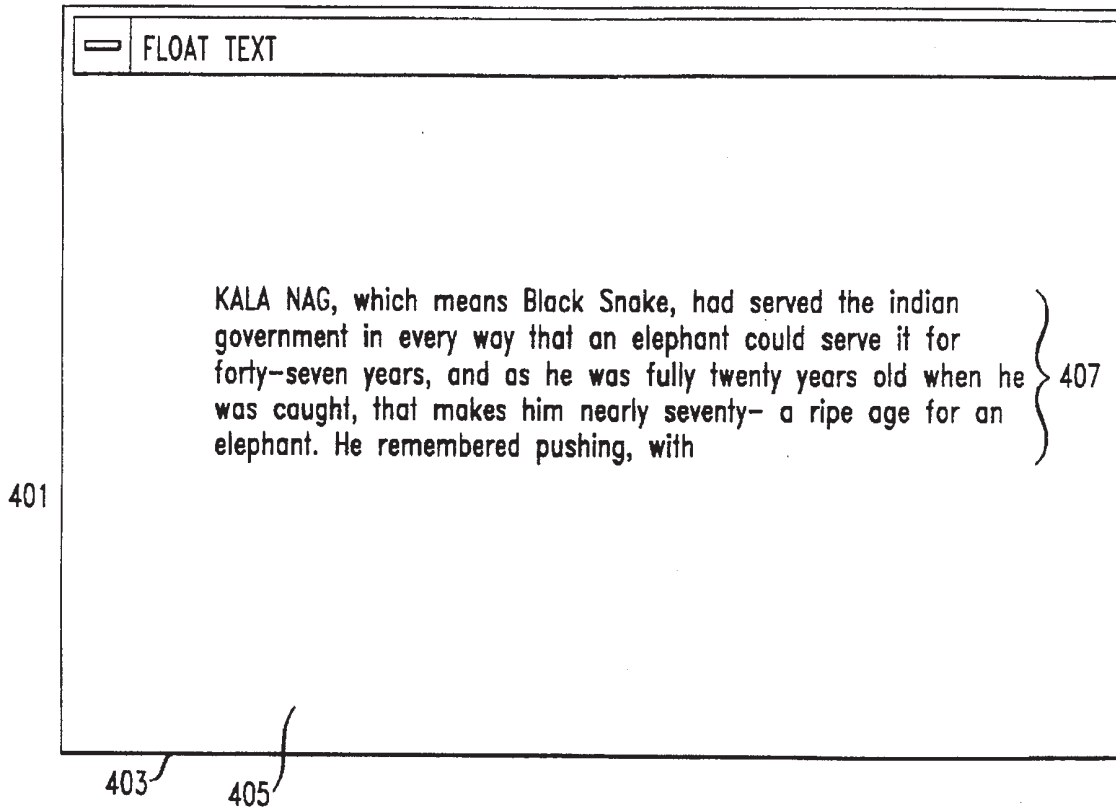 FLOAT TEXT
KALA NAG, which means Black Snake, had served the indian
government in every way that an elephant could serve it for
forty-seven years, and as he was fully twenty years old when he
was caught, that makes him nearly seventy- a ripe age for an
elephant. He remembered pushing, with
407
401
403
405